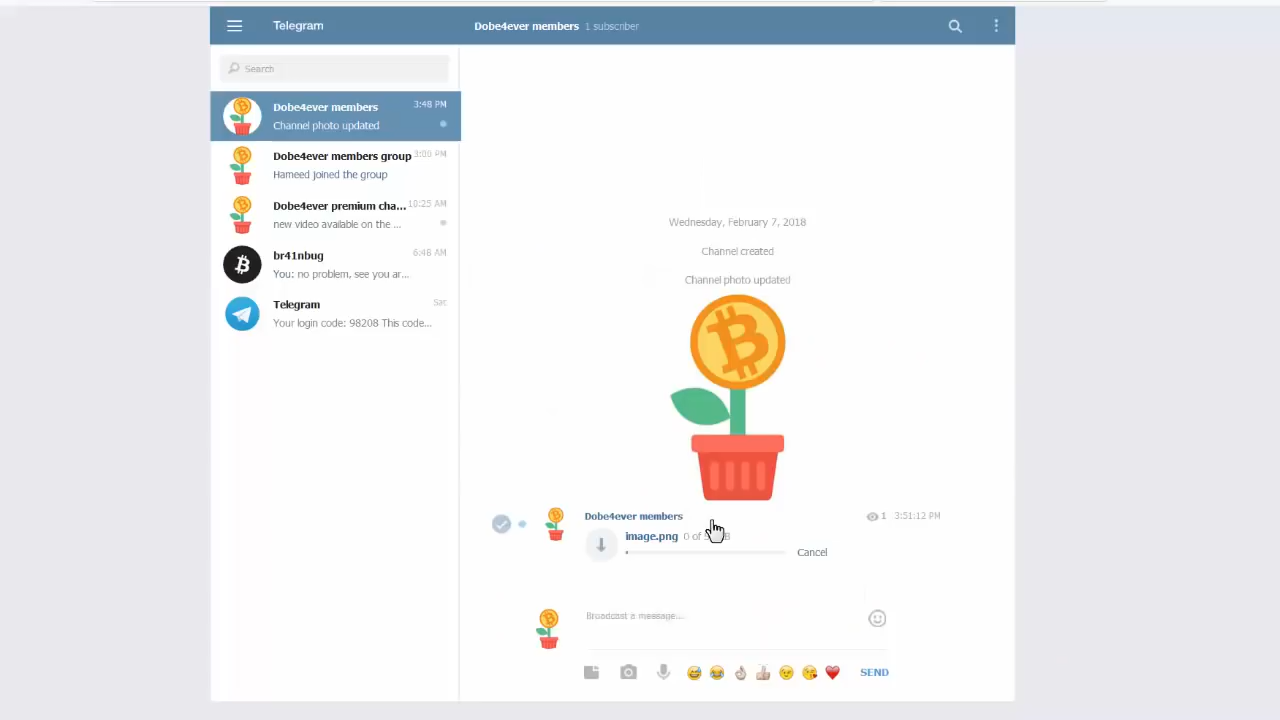 Telegram
Dobe4ever members 1 subscriber
Search
Dobe4ever members 3:48 PM
Channel photo updated
Dobe4ever members group 3:00 PM
Hameed joined the group
Dobe4ever premium cha... 10:25 AM
new video available on the ...
br41nbug 6:48 AM
You: no problem, see you ar...
Telegram Sat
Your login code: 98208 This code...
Wednesday, February 7, 2018
Channel created
Channel photo updated
Dobe4ever members 1 3:51:12 PM
image.png 0 of
Cancel
Broadcast a message...
SEND